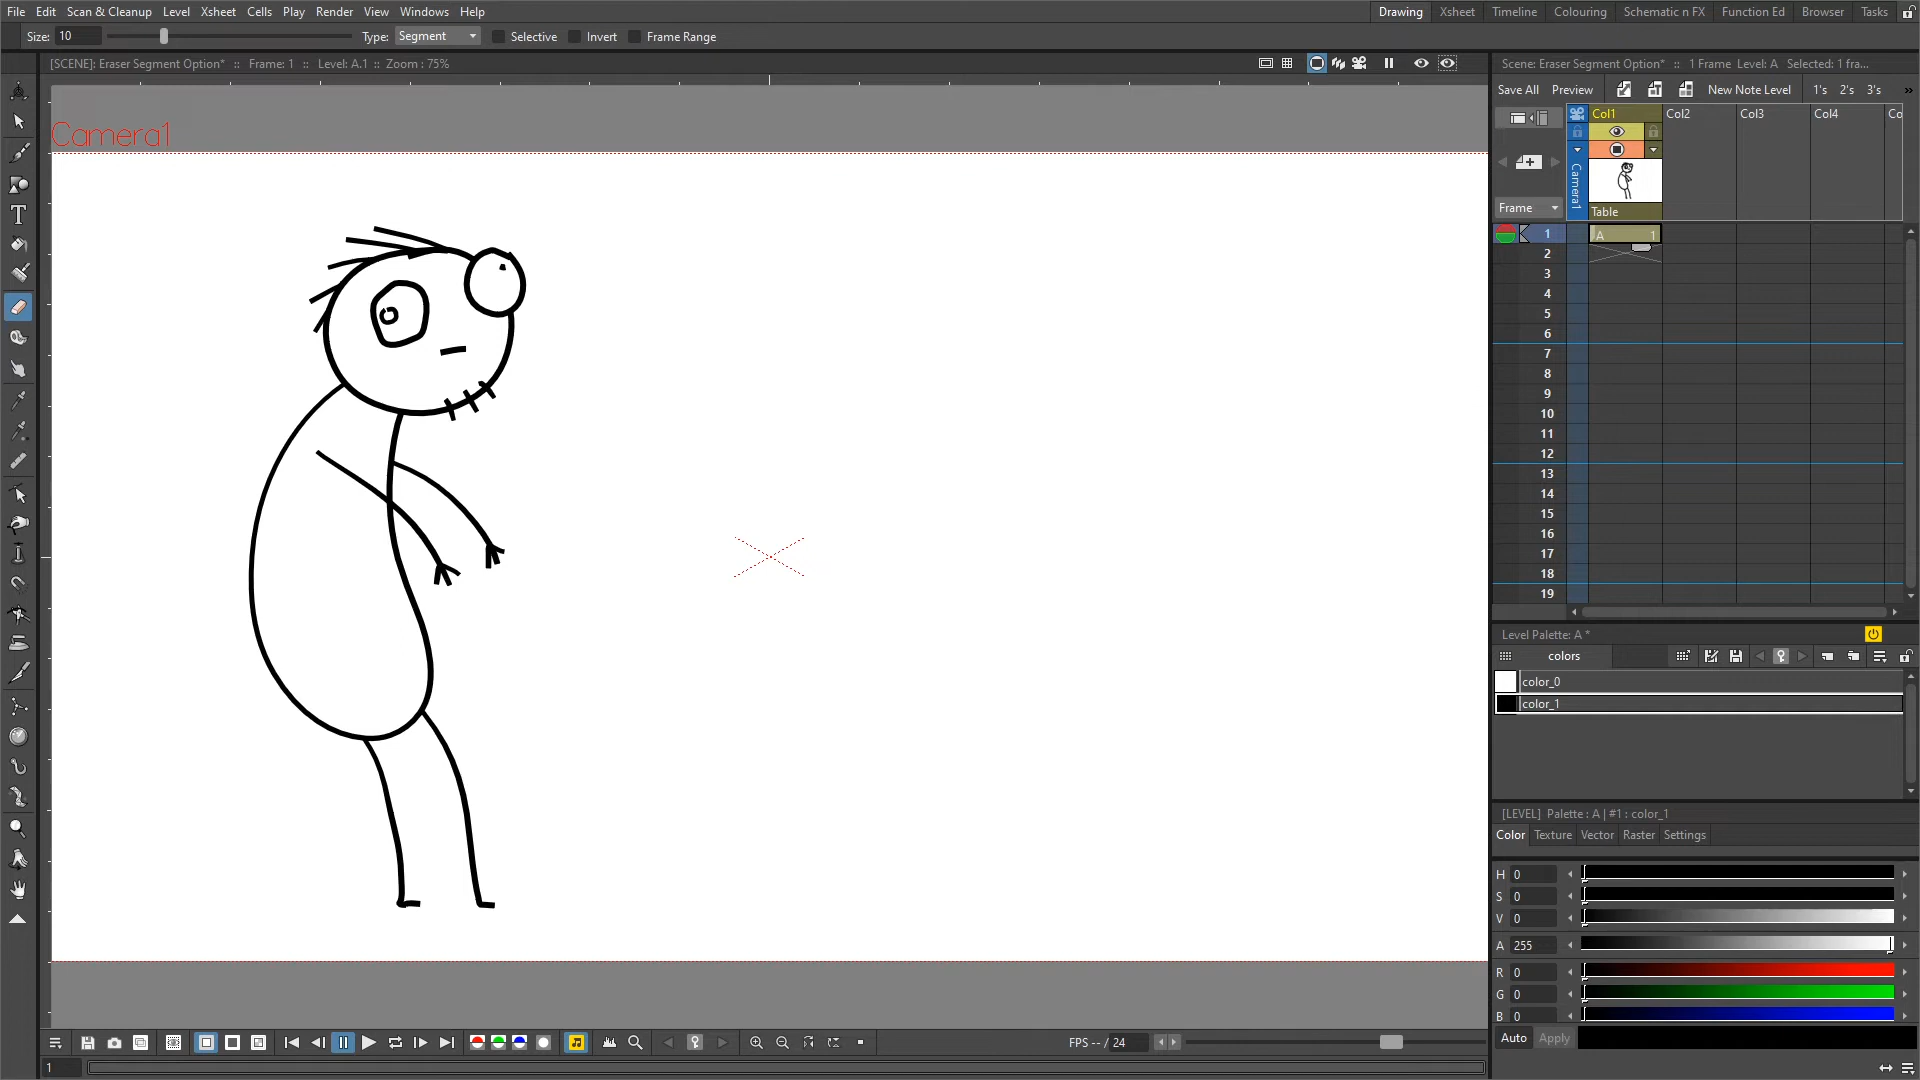 File Edit Scan & Cleanup Level Xsheet Cells Play Render View Windows Help Drawing Xsheet Timeline Colouring Schematic n FX Function Ed Browser Tasks
Size: 10 Type: Segment Selective Invert Frame Range
[SCENE]: Eraser Segment Option* :: Frame: 1 :: Level: A.1 :: Zoom : 75%
Scene: Eraser Segment Option* :: 1 Frame Level: A Selected: 1 fra...
Save All Preview New Note Level 1's 2's 3's »
Col1 Col2 Col3 Col4 Co
Camera1
Camera1
Frame
Table
1 A 1
2
3
4
5
6
7
8
9
10
11
12
13
14
15
16
17
18
19
Level Palette: A *
colors
color_0
color_1
[LEVEL] Palette : A | #1 : color_1
Color Texture Vector Raster Settings
H 0
S 0
V 0
A 255
R 0
G 0
B 0
FPS -- / 24
Auto Apply
1